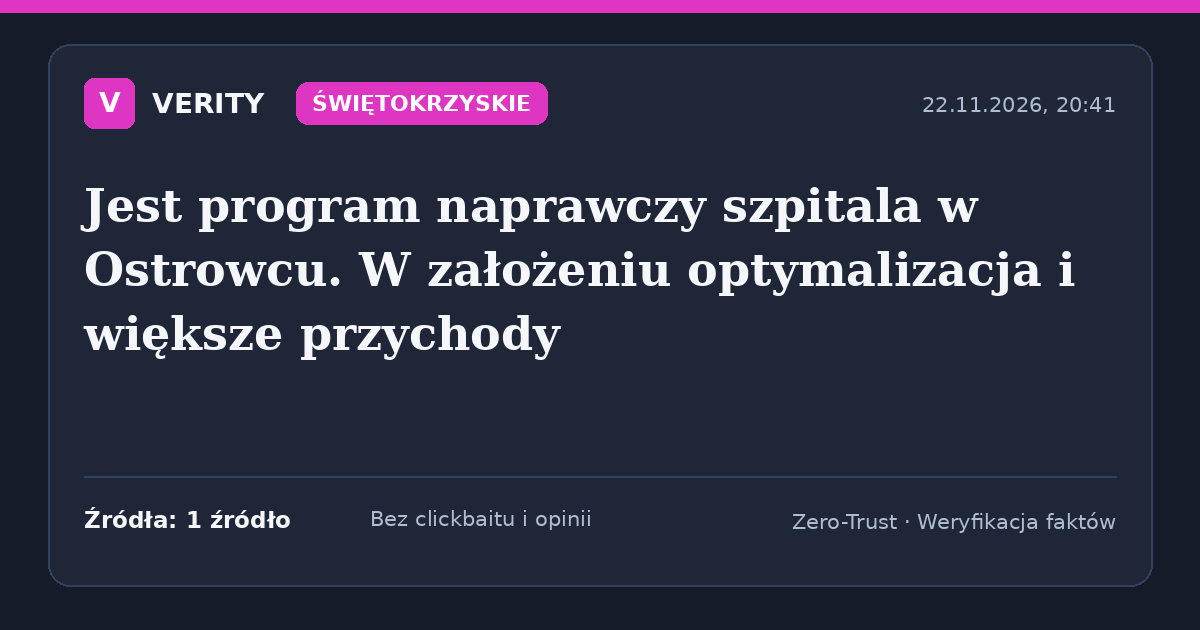 V VERITY ŚWIĘTOKRZYSKIE 22.11.2026, 20:41
Jest program naprawczy szpitala w
Ostrowcu. W założeniu optymalizacja i
większe przychody
Źródła: 1 źródło Bez clickbaitu i opinii Zero-Trust · Weryfikacja faktów